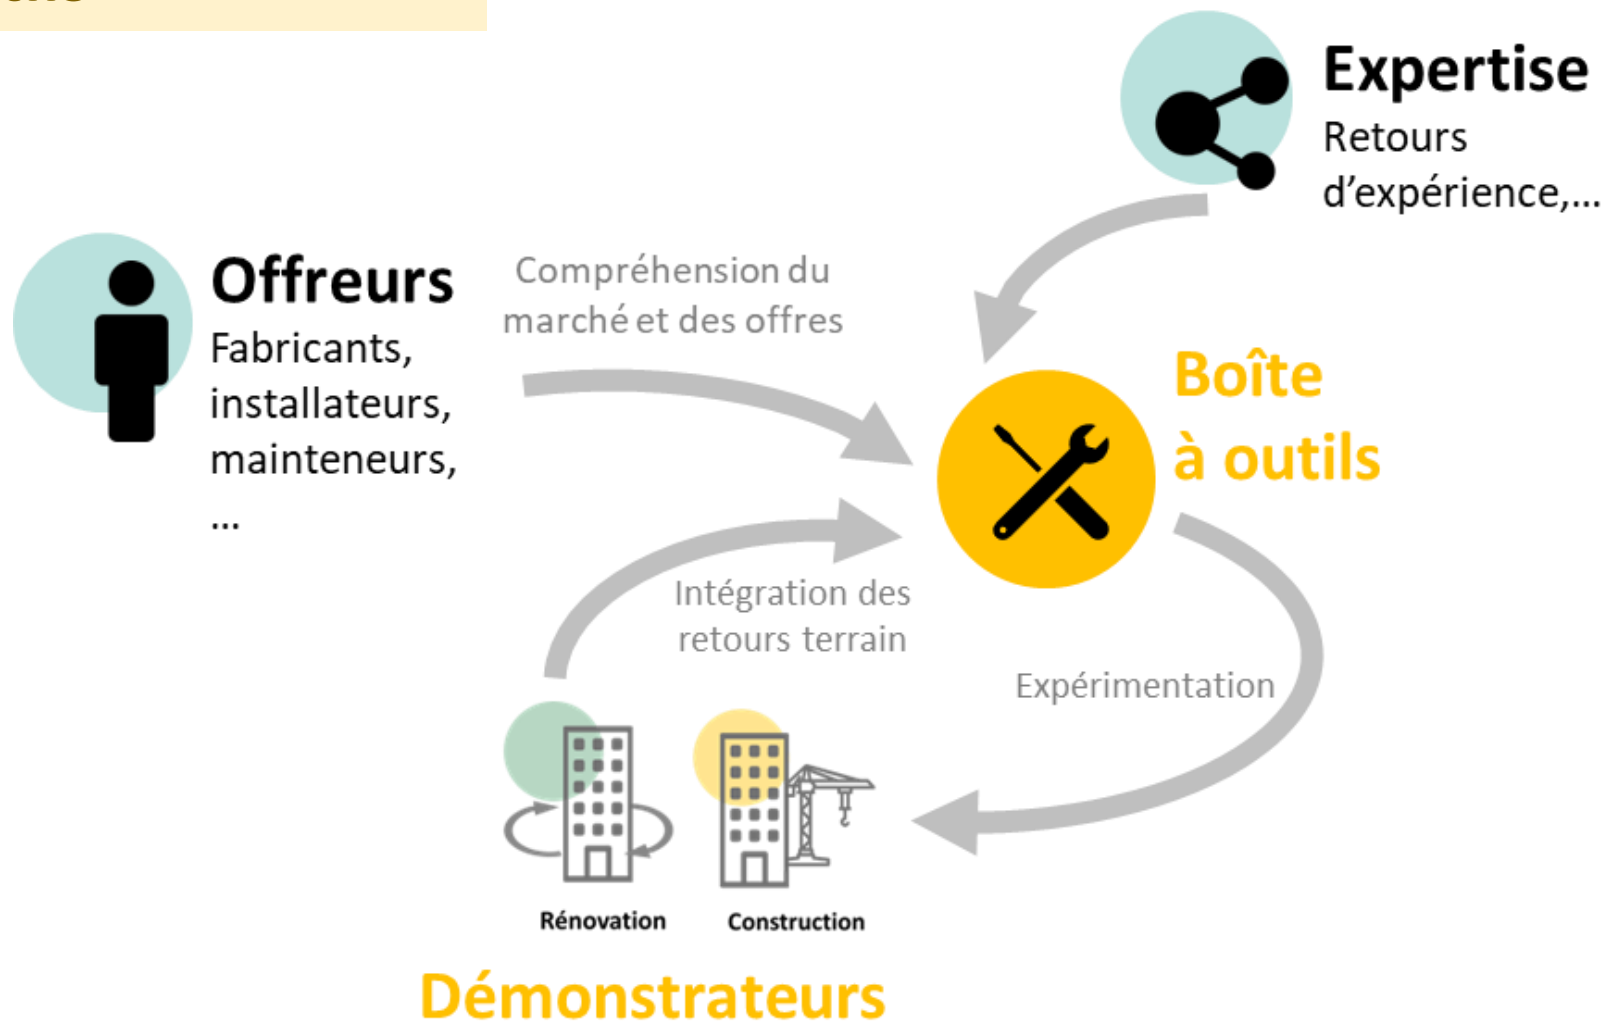 Expertise
Retours
d’expérience,...
Offreurs
Fabricants,
installateurs,
mainteneurs,
...
Compréhension du
marché et des offres
Boîte
à outils
Intégration des
retours terrain
Expérimentation
Rénovation
Construction
Démonstrateurs